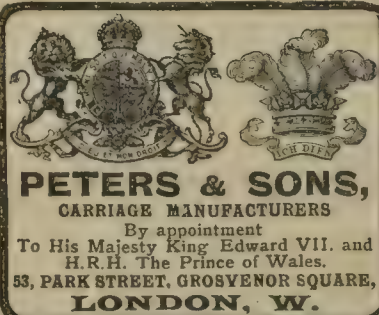 DIEU ET MON DROIT
ICH DIEN
PETERS & SONS,
CARRIAGE MANUFACTURERS
By appointment
To His Majesty King Edward VII. and
H.R.H. The Prince of Wales.
53, PARK STREET, GROSVENOR SQUARE,
LONDON, W.